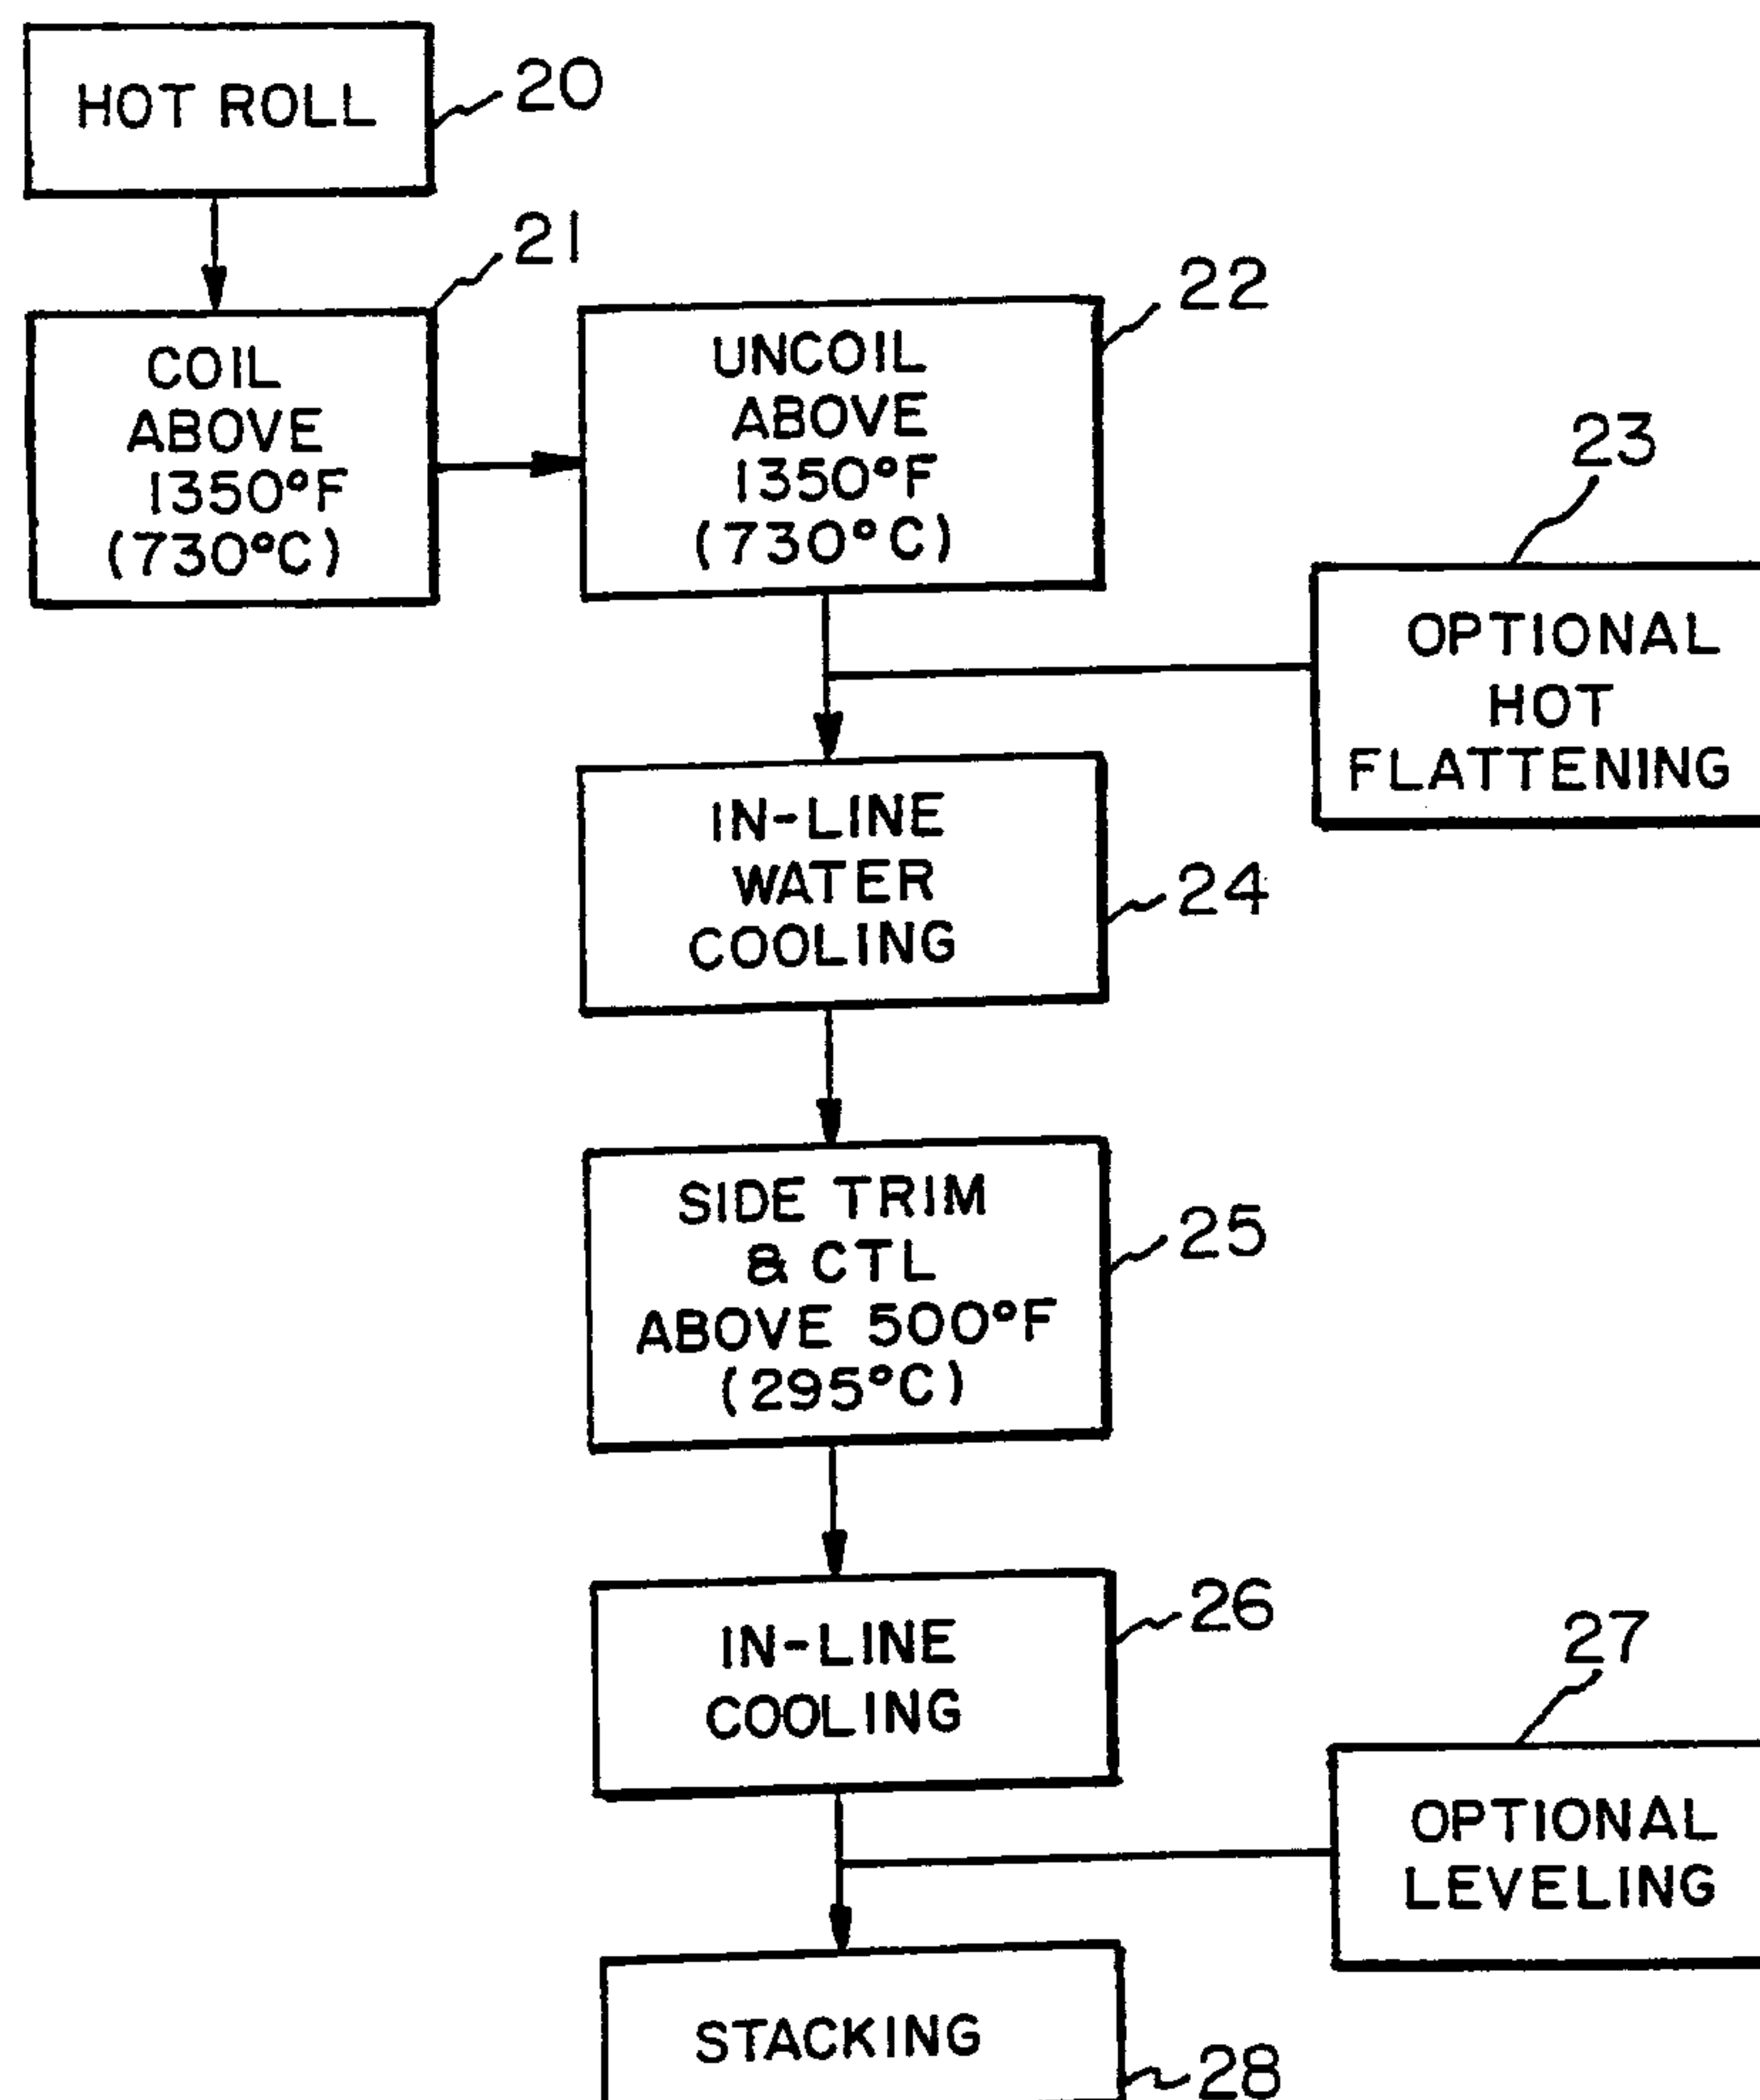 HOT ROLL
20
21
COIL
ABOVE
1350°F
(730°C)
22
UNCOIL
ABOVE
1350°F
(730°C)
23
OPTIONAL
HOT
FLATTENING
IN-LINE
WATER
COOLING
24
SIDE TRIM
& CTL
ABOVE 500°F
(295°C)
25
IN-LINE
COOLING
26
27
OPTIONAL
LEVELING
STACKING
28